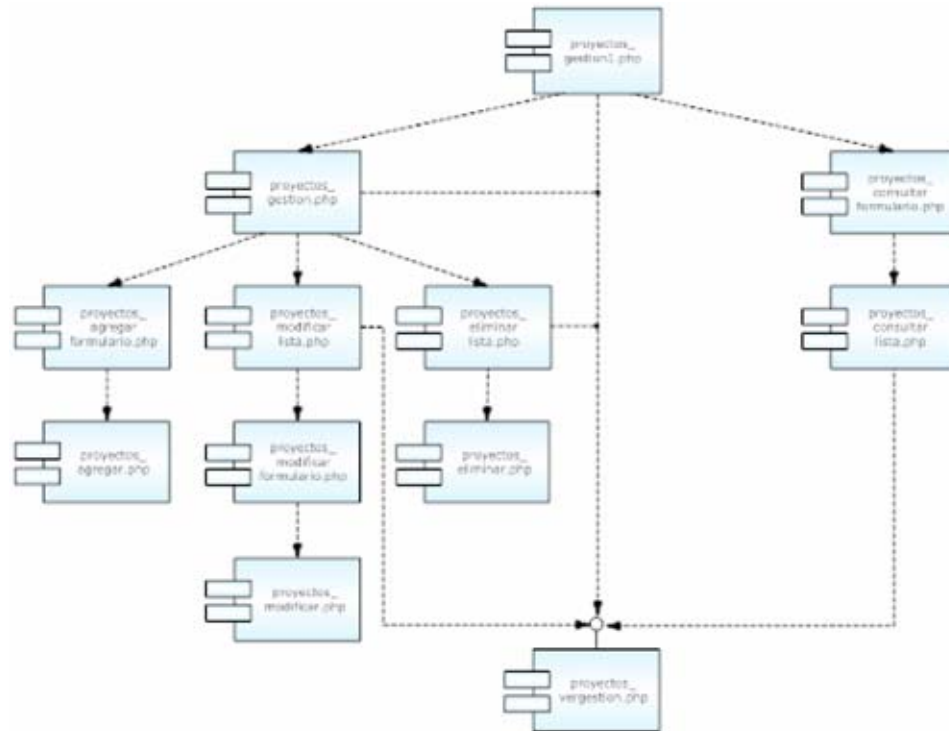 proyectos_
gestion1.php
proyectos_
gestion.php
proyectos_
consultar
formulario.php
proyectos_
agregar
formulario.php
proyectos_
modificar
lista.php
proyectos_
eliminar
lista.php
proyectos_
consultar
lista.php
proyectos_
agregar.php
proyectos_
modificar
formulario.php
proyectos_
eliminar.php
proyectos_
modificar.php
proyectos_
vergestion.php